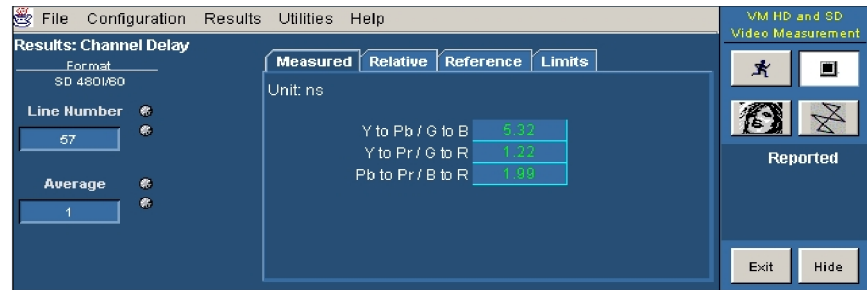 File Configuration Results Utilities Help
VM HD and SD
Video Measurement
Results: Channel Delay
Format
SD 480I/60
Line Number
57
Average
1
Measured Relative Reference Limits
Unit: ns
Y to Pb / G to B 5.32
Y to Pr / G to R 1.22
Pb to Pr / B to R 1.99
Reported
Exit Hide